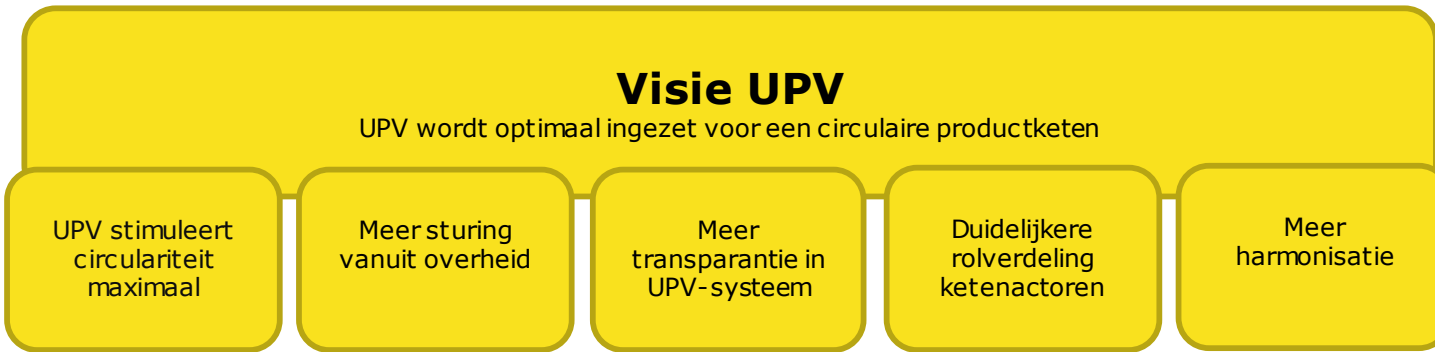 Visie UPV
UPV wordt optimaal ingezet voor een circulaire productketen
UPV stimuleert
circulariteit
maximaal
Meer sturing
vanuit overheid
Meer
transparantie in
UPV-systeem
Duidelijkere
rolverdeling
ketenactoren
Meer
harmonisatie